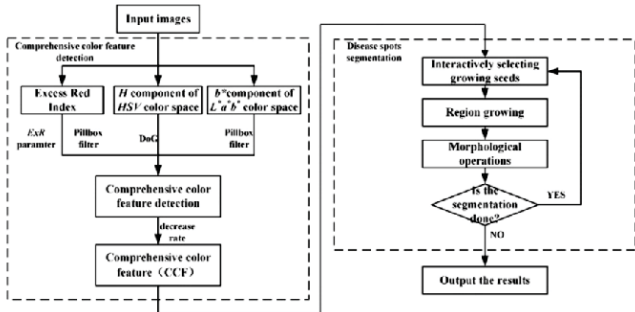 Input images
Comprehensive color feature
detection
Excess Red
Index
H component of
HSV color space
b*component of
L*a*b* color space
ExR
paramter
Pillbox
filter
DoG
Pillbox
filter
Comprehensive color
feature detection
decrease
rate
Comprehensive color
feature (CCF)
Disease spots
segmentation
Interactively selecting
growing seeds
Region growing
Morphological
operations
Is the
segmentation
done?
YES
NO
Output the results